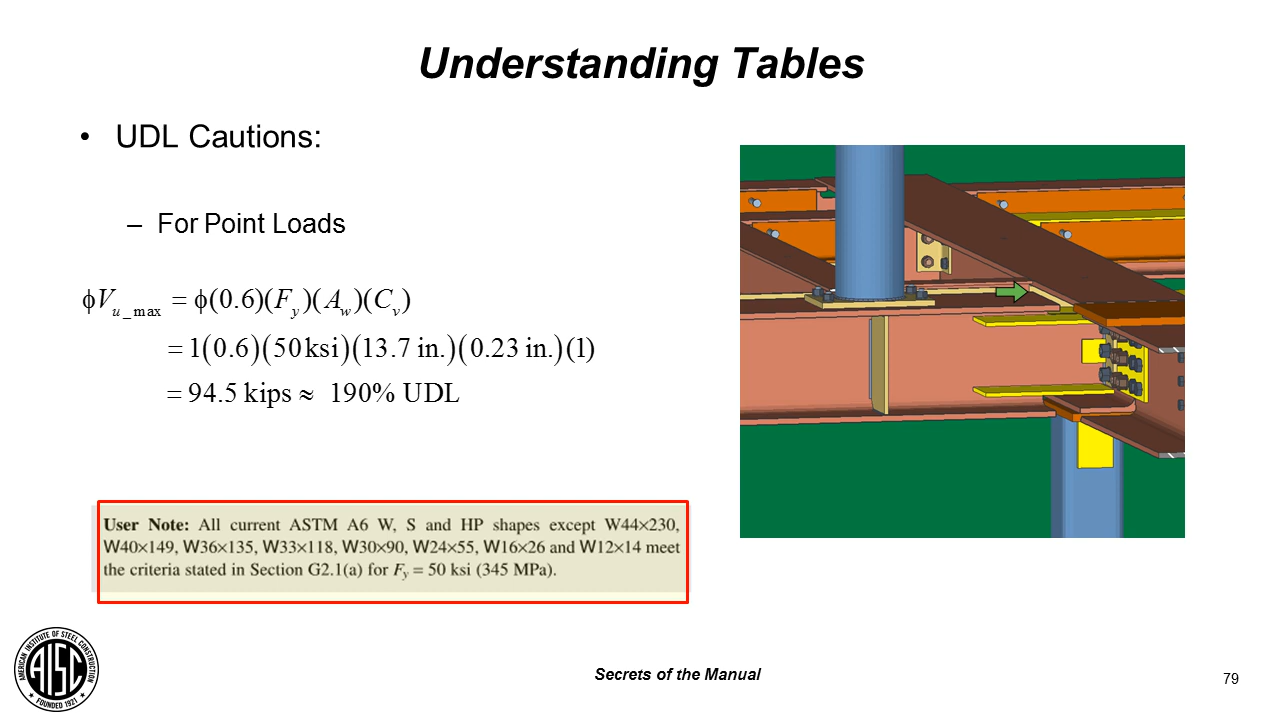 Understanding Tables
• UDL Cautions:
– For Point Loads
ϕV_{u_max} = ϕ(0.6)(F_y)(A_w)(C_v)
= 1(0.6)(50 ksi)(13.7 in.)(0.23 in.)(1)
= 94.5 kips ≈ 190% UDL
User Note: All current ASTM A6 W, S and HP shapes except W44×230,
W40×149, W36×135, W33×118, W30×90, W24×55, W16×26 and W12×14 meet
the criteria stated in Section G2.1(a) for F_y = 50 ksi (345 MPa).
AMERICAN INSTITUTE OF STEEL CONSTRUCTION
AISC
FOUNDED 1921
Secrets of the Manual
79